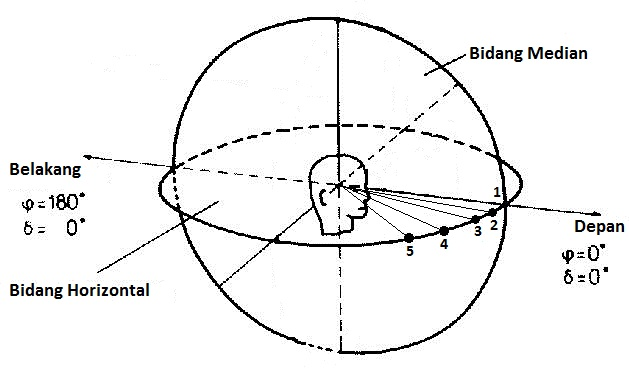 Bidang Median
Belakang
φ=180°
δ= 0°
1
2
3
4
5
Depan
φ=0°
δ=0°
Bidang Horizontal